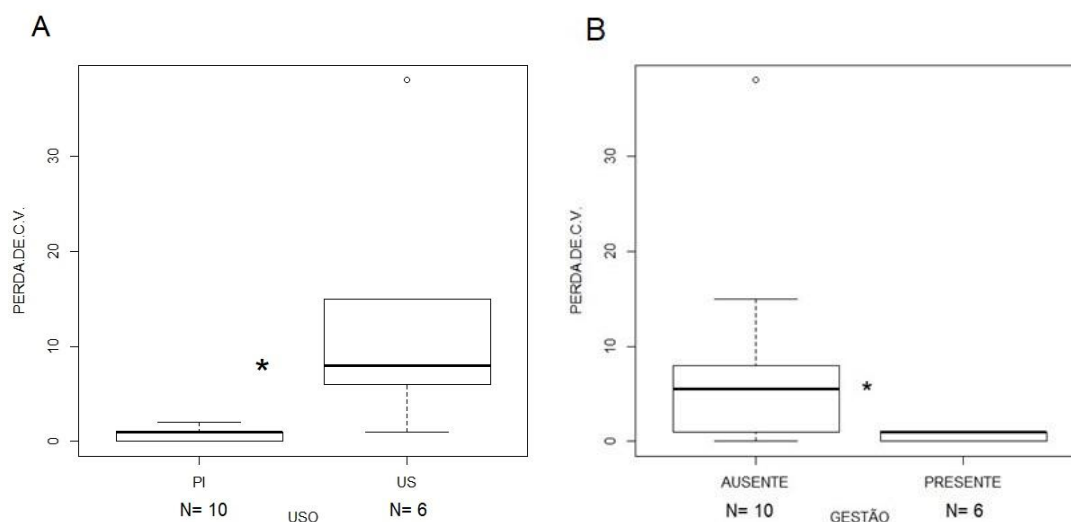 A
PERDA.DE.C.V.
30
20
10
0
*
PI
US
N= 10
USO
N= 6
B
PERDA.DE.C.V.
30
20
10
0
*
AUSENTE
PRESENTE
N= 10
GESTÃO
N= 6